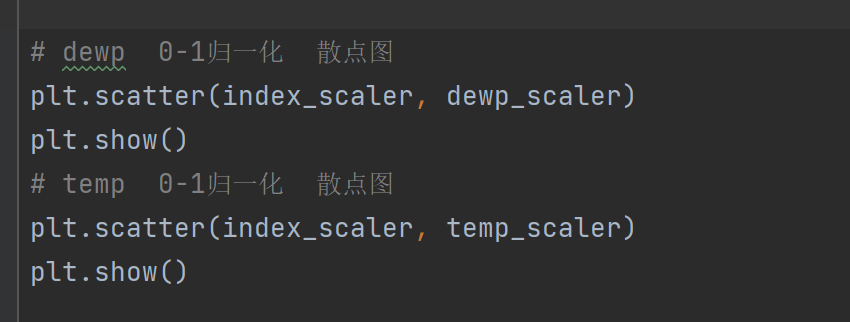 # dewp  0-1归一化  散点图
plt.scatter(index_scaler, dewp_scaler)
plt.show()
# temp  0-1归一化  散点图
plt.scatter(index_scaler, temp_scaler)
plt.show()